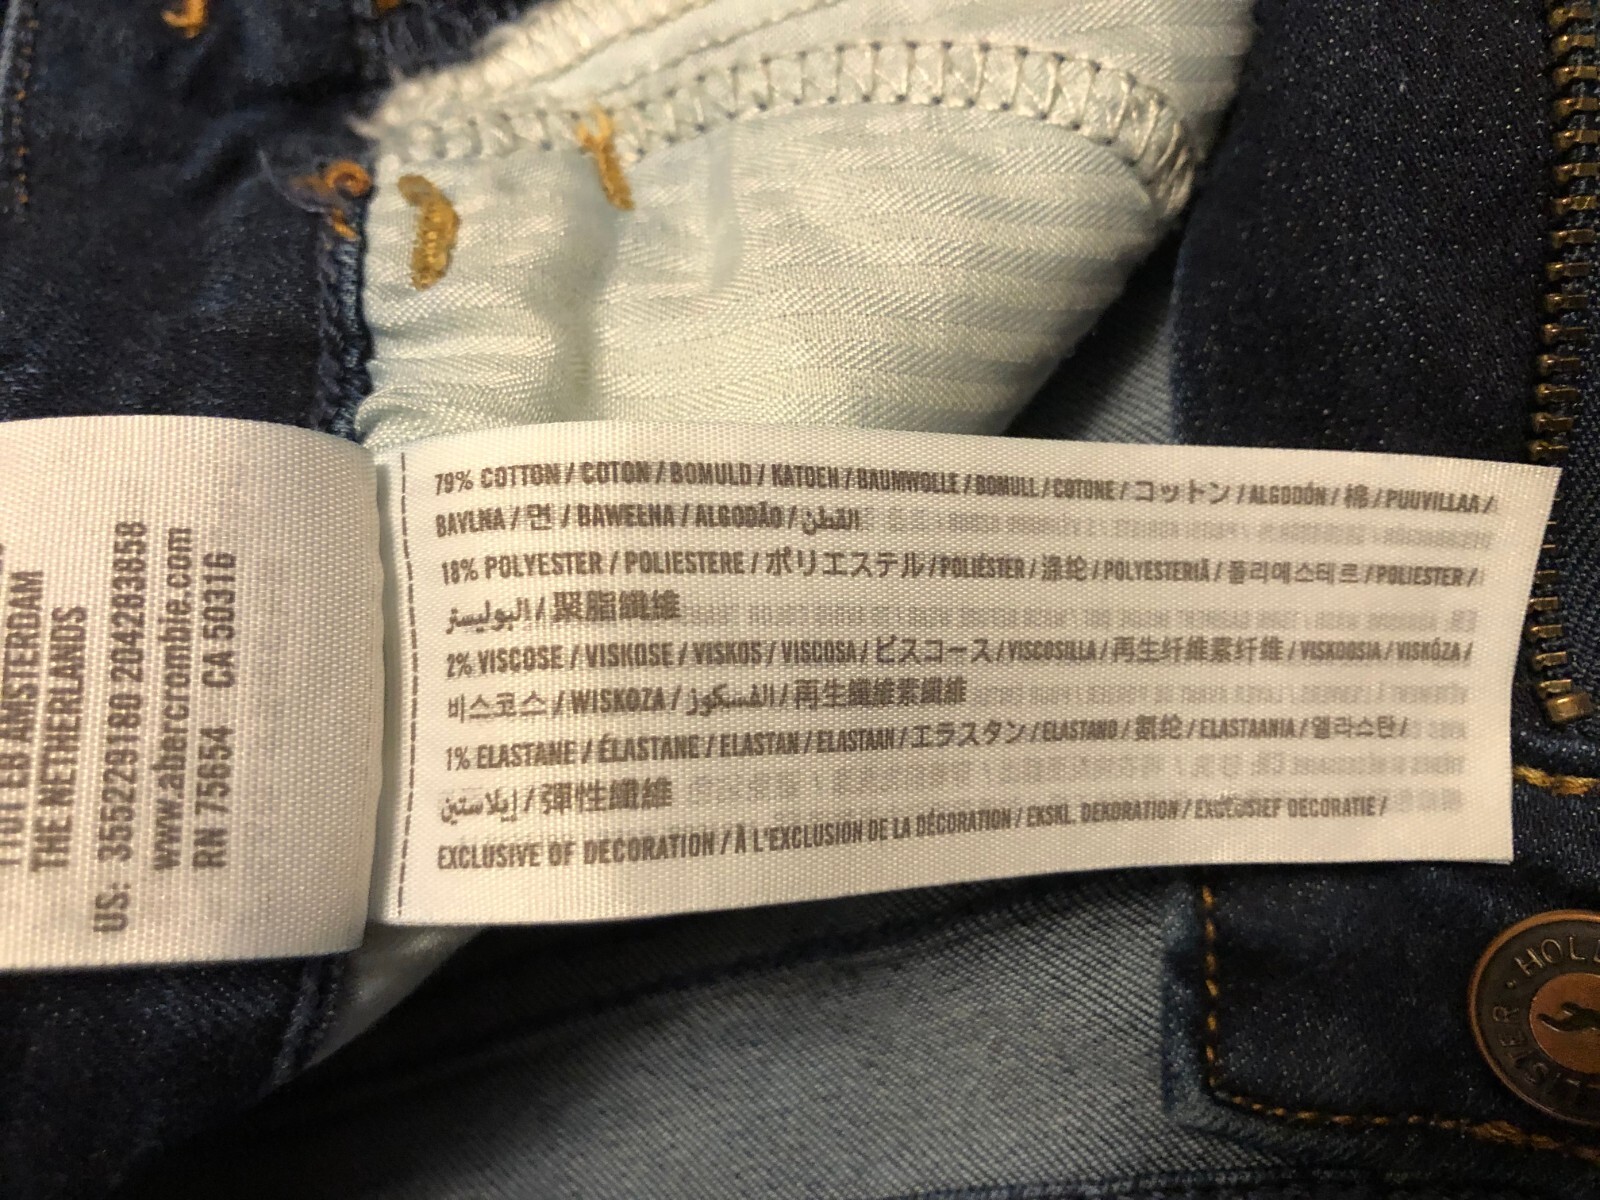 79% COTTON / COTON / BOMULD / KATOEN / BAUMWOLLE / BOMULL / COTONE / コットン / ALGODÓN / 棉 / PUUVILLAA /
BAVLNA / 면 / BAWEŁNA / ALGODÃO / القطن
18% POLYESTER / POLIESTERE / ポリエステル / POLIÉSTER / 涤纶 / POLYESTERIÄ / 폴리에스테르 / POLIESTER /
البوليستر / 聚脂纖維
2% VISCOSE / VISKOSE / VISKOS / VISCOSA / ビスコース / VISCOSILLA / 再生纤维素纤维 / VISKOOSIA / VISKÓZA /
비스코스 / WISKOZA / الفسكوز / 再生纖維素纖維
1% ELASTANE / ÉLASTANE / ELASTAN / ELASTAAN / エラスタン / ELASTANO / 氨纶 / ELASTAANIA / 엘라스탄 /
إيلاستين / 彈性纖維
EXCLUSIVE OF DECORATION / À L'EXCLUSION DE LA DÉCORATION / EKSKL. DEKORATION / EXCLUSIEF DECORATIE /
1101 EB AMSTERDAM
THE NETHERLANDS
US: 355229180 20428385B
www.abercrombie.com
RN 75654 CA 50316